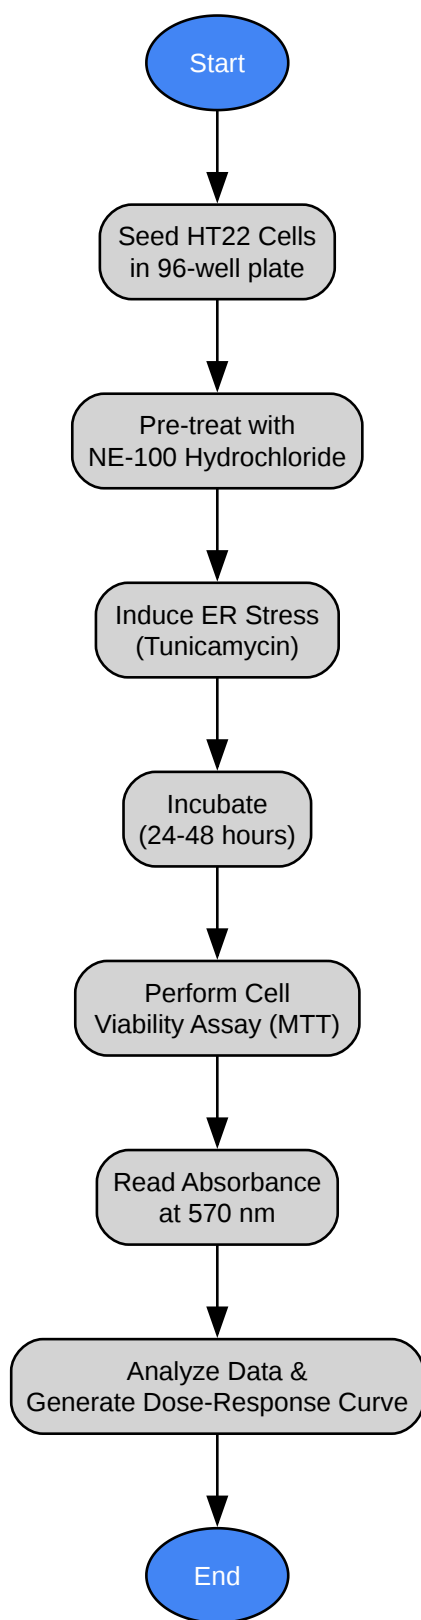 Start
Seed HT22 Cells
in 96-well plate
Pre-treat with
NE-100 Hydrochloride
Induce ER Stress
(Tunicamycin)
Incubate
(24-48 hours)
Perform Cell
Viability Assay (MTT)
Read Absorbance
at 570 nm
Analyze Data &
Generate Dose-Response Curve
End